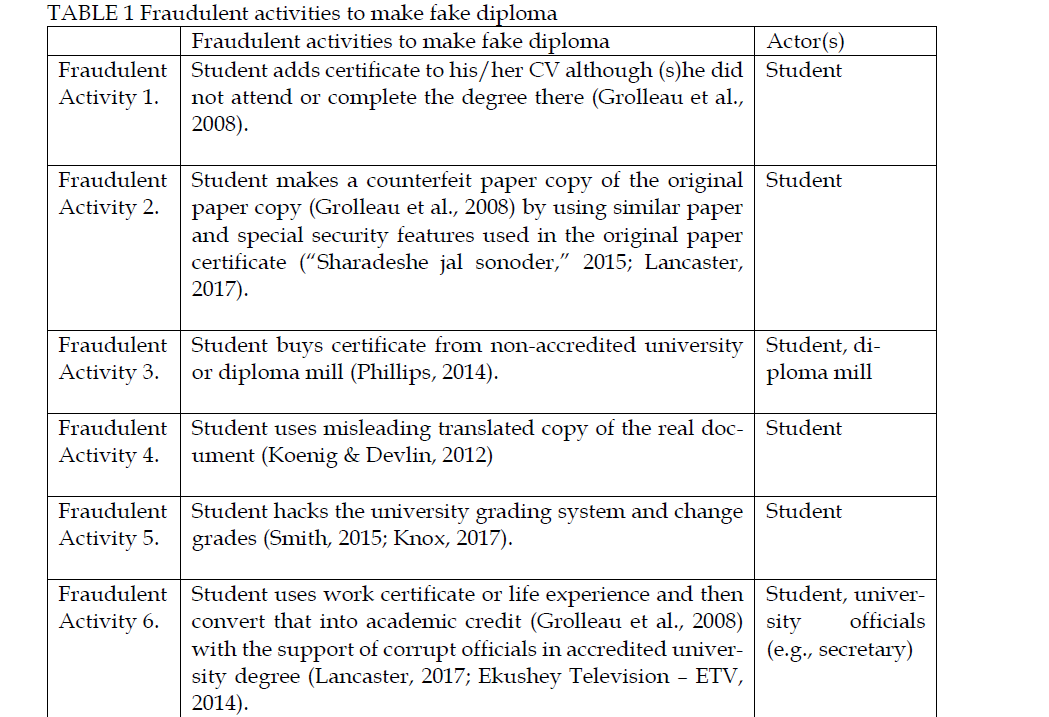 TABLE 1 Fraudulent activities to make fake diploma
Fraudulent activities to make fake diploma
Actor(s)
Fraudulent
Activity 1.
Student adds certificate to his/her CV although (s)he did
not attend or complete the degree there (Grolleau et al.,
2008).
Student
Fraudulent
Activity 2.
Student makes a counterfeit paper copy of the original
paper copy (Grolleau et al., 2008) by using similar paper
and special security features used in the original paper
certificate (“Sharadeshe jal sonoder,” 2015; Lancaster,
2017).
Student
Fraudulent
Activity 3.
Student buys certificate from non-accredited university
or diploma mill (Phillips, 2014).
Student, di-
ploma mill
Fraudulent
Activity 4.
Student uses misleading translated copy of the real doc-
ument (Koenig & Devlin, 2012)
Student
Fraudulent
Activity 5.
Student hacks the university grading system and change
grades (Smith, 2015; Knox, 2017).
Student
Fraudulent
Activity 6.
Student uses work certificate or life experience and then
convert that into academic credit (Grolleau et al., 2008)
with the support of corrupt officials in accredited univer-
sity degree (Lancaster, 2017; Ekushey Television – ETV,
2014).
Student, univer-
sity officials
(e.g., secretary)